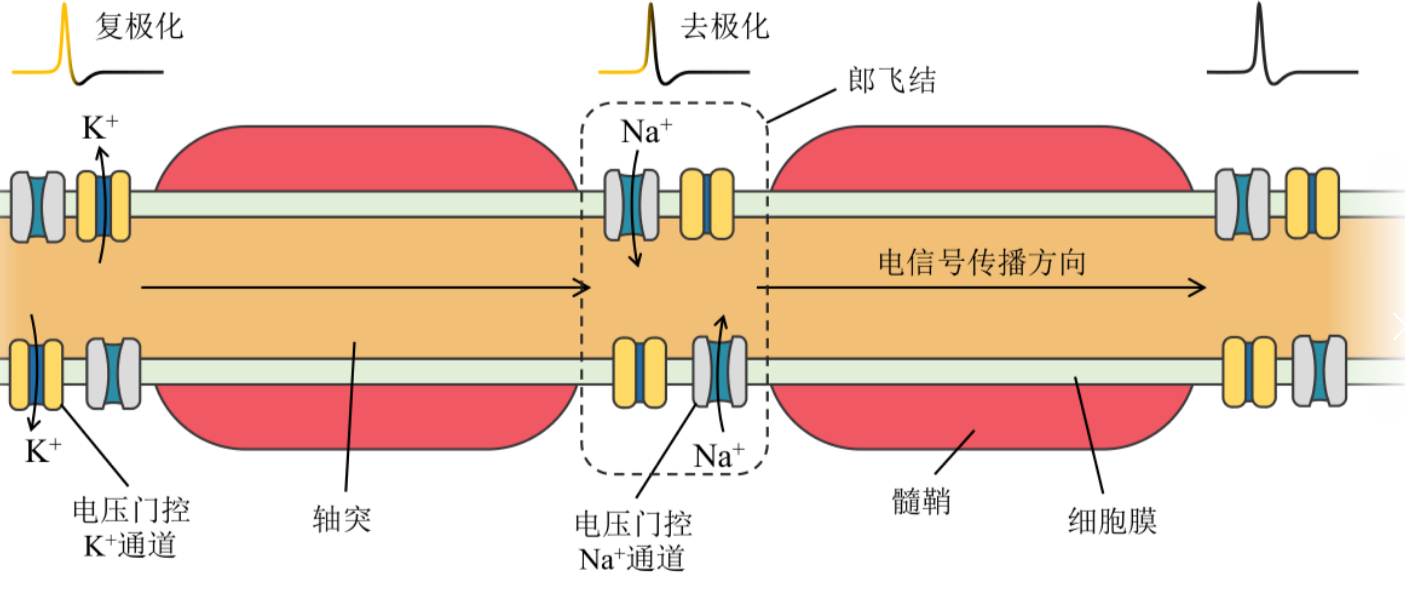 复极化
去极化
郎飞结
K⁺
Na⁺
电信号传播方向
K⁺
Na⁺
电压门控
K⁺通道
轴突
电压门控
Na⁺通道
髓鞘
细胞膜